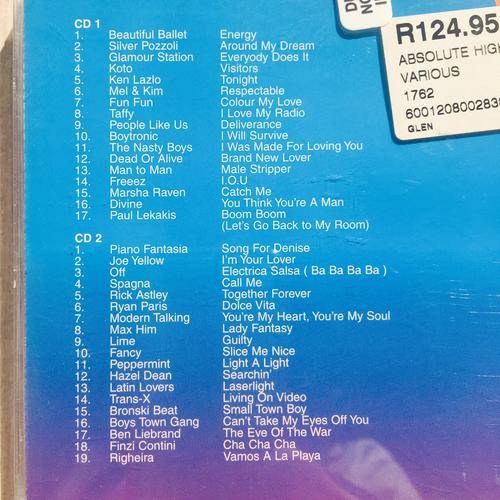 CD 1
1. Beautiful Ballet Energy
2. Silver Pozzoli Around My Dream
3. Glamour Station Everybody Does It
4. Koto Visitors
5. Ken Lazlo Tonight
6. Mel & Kim Respectable
7. Fun Fun Colour My Love
8. Taffy I Love My Radio
9. People Like Us Deliverance
10. Boytronic I Will Survive
11. The Nasty Boys I Was Made For Loving You
12. Dead Or Alive Brand New Lover
13. Man to Man Male Stripper
14. Freeez I.O.U
15. Marsha Raven Catch Me
16. Divine You Think You're A Man
17. Paul Lekakis Boom Boom
(Let's Go Back to My Room)
CD 2
1. Piano Fantasia Song For Denise
2. Joe Yellow I'm Your Lover
3. Off Electrica Salsa ( Ba Ba Ba Ba )
4. Spagna Call Me
5. Rick Astley Together Forever
6. Ryan Paris Dolce Vita
7. Modern Talking You're My Heart, You're My Soul
8. Max Him Lady Fantasy
9. Lime Guilty
10. Fancy Slice Me Nice
11. Peppermint Light A Light
12. Hazel Dean Searchin'
13. Latin Lovers Laserlight
14. Trans-X Living On Video
15. Bronski Beat Small Town Boy
16. Boys Town Gang Can't Take My Eyes Off You
17. Ben Liebrand The Eve Of The War
18. Finzi Contini Cha Cha Cha
19. Righeira Vamos A La Playa
R124.95
ABSOLUTE HIGH
VARIOUS
1762
600120800283
GLEN